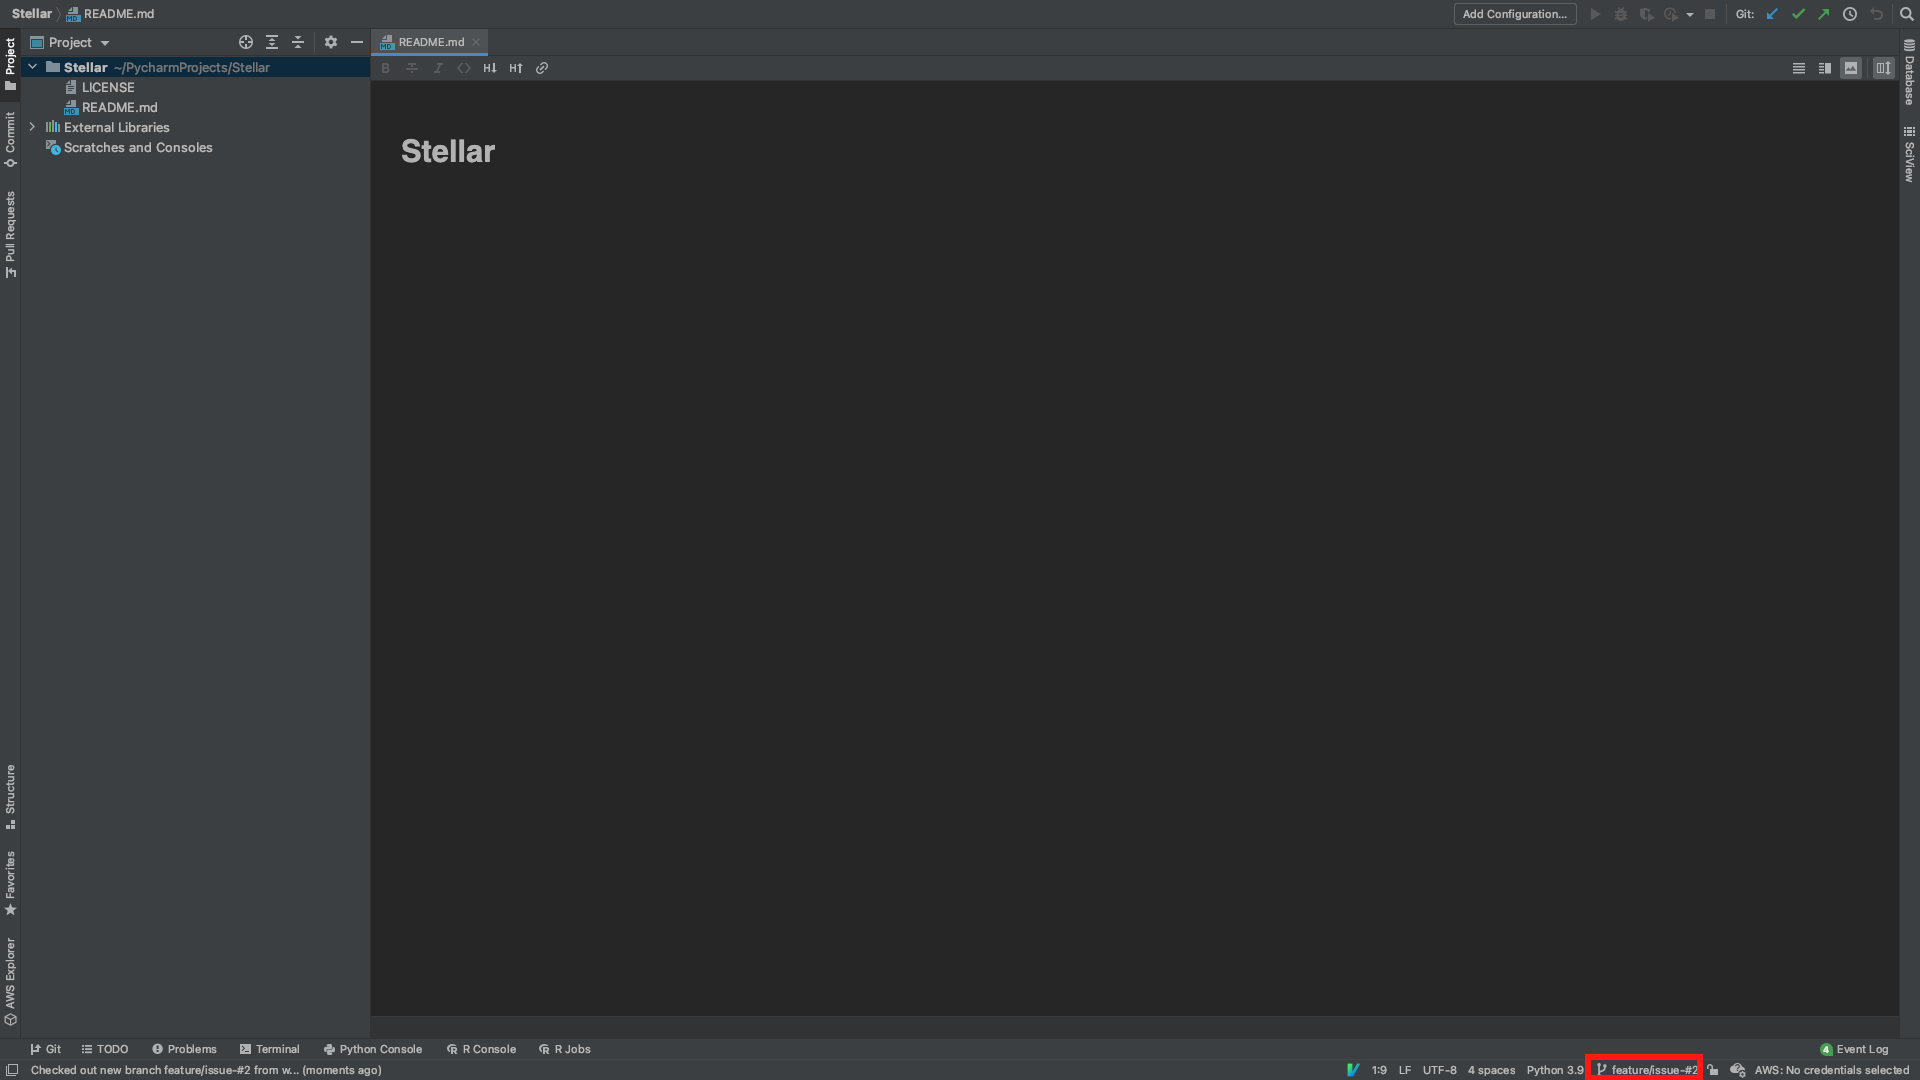 Stellar README.md Add Configuration... Git:
Project
README.md
B I <> H↓ H↑
Stellar ~/PycharmProjects/Stellar
LICENSE
README.md
External Libraries
Scratches and Consoles
Stellar
Project
Commit
Pull Requests
Structure
Favorites
AWS Explorer
Database
SciView
Git TODO Problems Terminal Python Console R Console R Jobs 4 Event Log
Checked out new branch feature/issue-#2 from w... (moments ago) 1:9 LF UTF-8 4 spaces Python 3.9 feature/issue-#2 AWS: No credentials selected